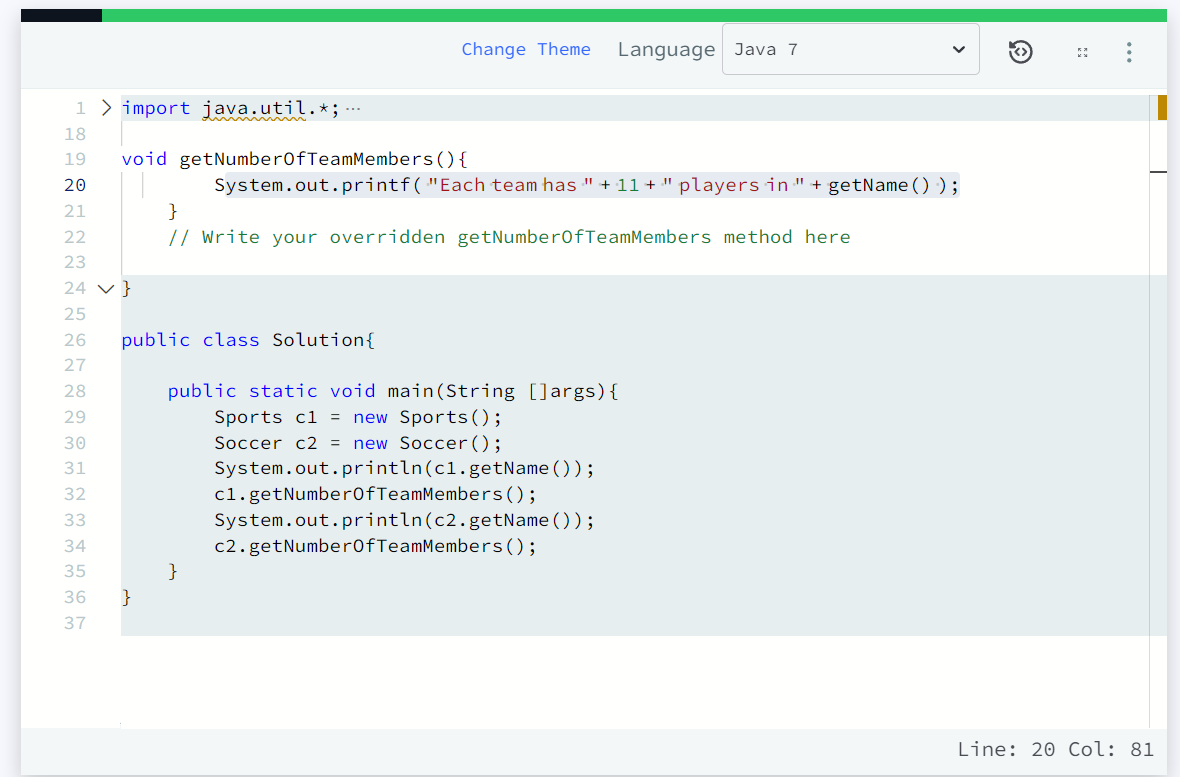 Change Theme Language Java 7
1 import java.util.*;···
18
19 void getNumberOfTeamMembers(){
20 System.out.printf( "Each team has " + 11 + " players in " + getName() );
21 }
22 // Write your overridden getNumberOfTeamMembers method here
23
24 }
25
26 public class Solution{
27
28 public static void main(String []args){
29 Sports c1 = new Sports();
30 Soccer c2 = new Soccer();
31 System.out.println(c1.getName());
32 c1.getNumberOfTeamMembers();
33 System.out.println(c2.getName());
34 c2.getNumberOfTeamMembers();
35 }
36 }
37
Line: 20 Col: 81